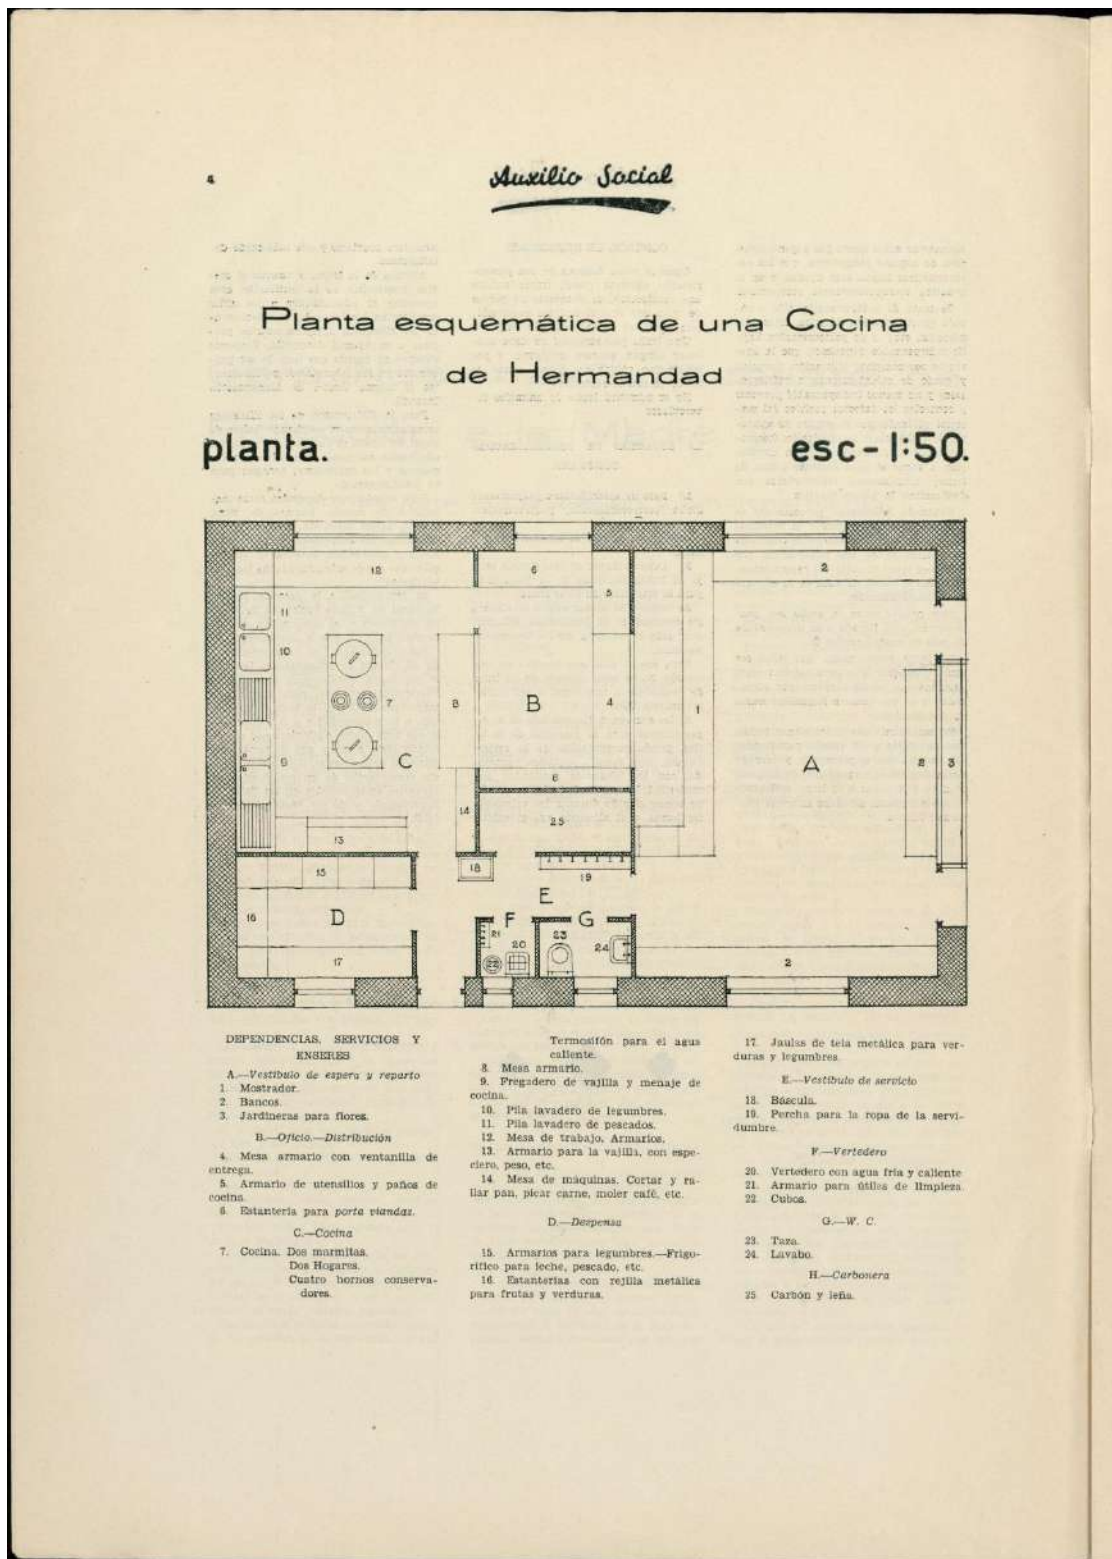 4
Auxilio Social
Planta esquemática de una Cocina
de Hermandad
planta.
esc-1:50.
12
6
2
5
11
10
7
8
B
4
1
C
9
A
2
3
6
14
25
13
18
19
15
E
16
D
F
G
21
20
23
24
22
17
2
DEPENDENCIAS, SERVICIOS Y
ENSERES
A.—Vestíbulo de espera y reparto
1. Mostrador.
2. Bancos.
3. Jardineras para flores.
B.—Oficio.—Distribución
4. Mesa armario con ventanilla de
entrega.
5. Armario de utensilios y paños de
cocina.
6. Estantería para porta viandas.
C.—Cocina
7. Cocina. Dos marmitas.
Dos Hogares.
Cuatro hornos conserva-
dores.
Termosifón para el agua
caliente.
8. Mesa armario.
9. Fregadero de vajilla y menaje de
cocina.
10. Pila lavadero de legumbres.
11. Pila lavadero de pescados.
12. Mesa de trabajo. Armarios.
13. Armario para la vajilla, con espe-
ciero, peso, etc.
14. Mesa de máquinas. Cortar y ra-
llar pan, picar carne, moler café, etc.
D.—Despensa
15. Armarios para legumbres.—Frigo-
rífico para leche, pescado, etc.
16. Estanterías con rejilla metálica
para frutas y verduras.
17. Jaulas de tela metálica para ver-
duras y legumbres.
E.—Vestíbulo de servicio
18. Báscula.
19. Percha para la ropa de la servi-
dumbre.
F.—Vertedero
20. Vertedero con agua fría y caliente
21. Armario para útiles de limpieza.
22. Cubos.
G.—W. C.
23. Taza.
24. Lavabo.
H.—Carbonera
25. Carbón y leña.